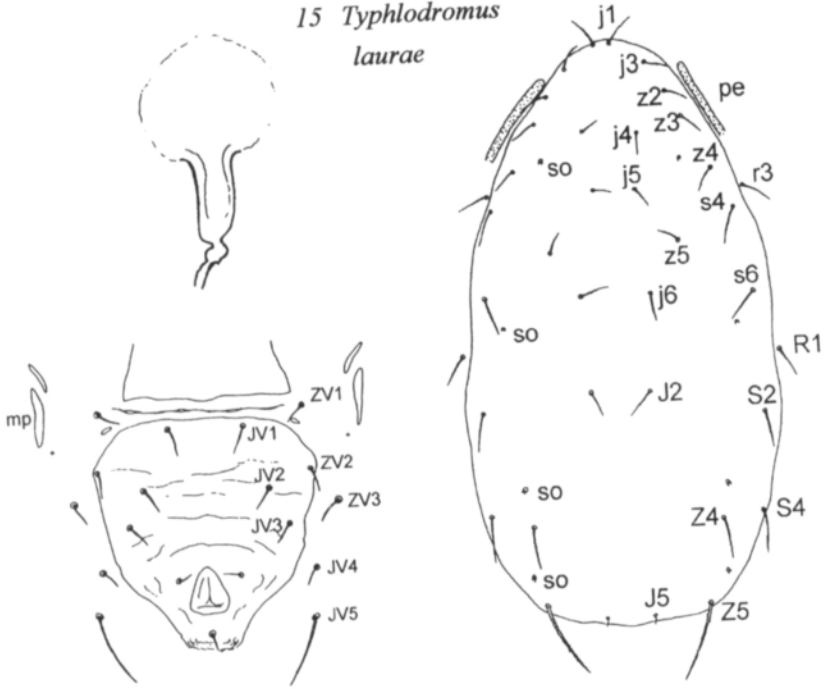 15 Typhlodromus
laurae
j1
j3
pe
z2
z3
j4
z4
so
j5
r3
s4
z5
s6
j6
so
R1
J2
S2
so
Z4
S4
so
J5
Z5
ZV1
mp
JV1
ZV2
JV2
ZV3
JV3
JV4
JV5